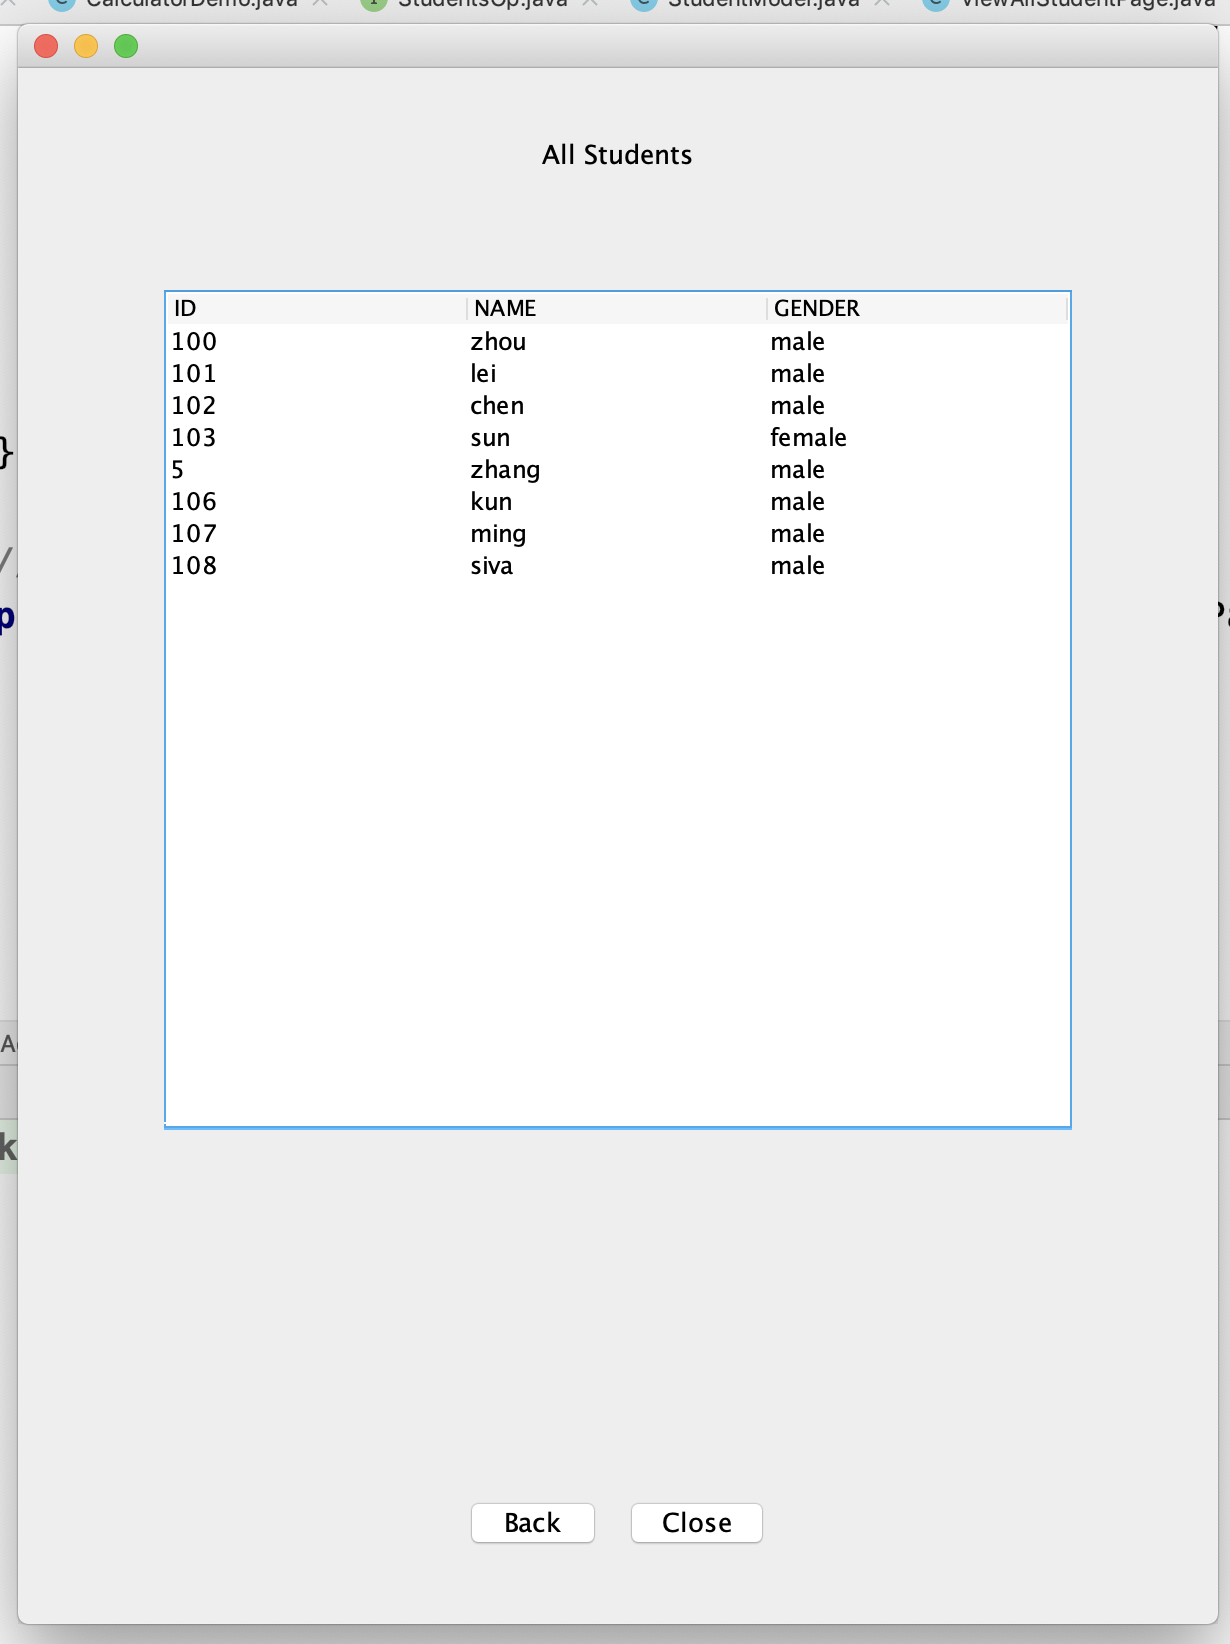 CalculatorDemo.java StudentsOp.java StudentModel.java ViewAllStudentPage.java
All Students
ID NAME GENDER
100 zhou male
101 lei male
102 chen male
103 sun female
5 zhang male
106 kun male
107 ming male
108 siva male
}
p
k
Back Close